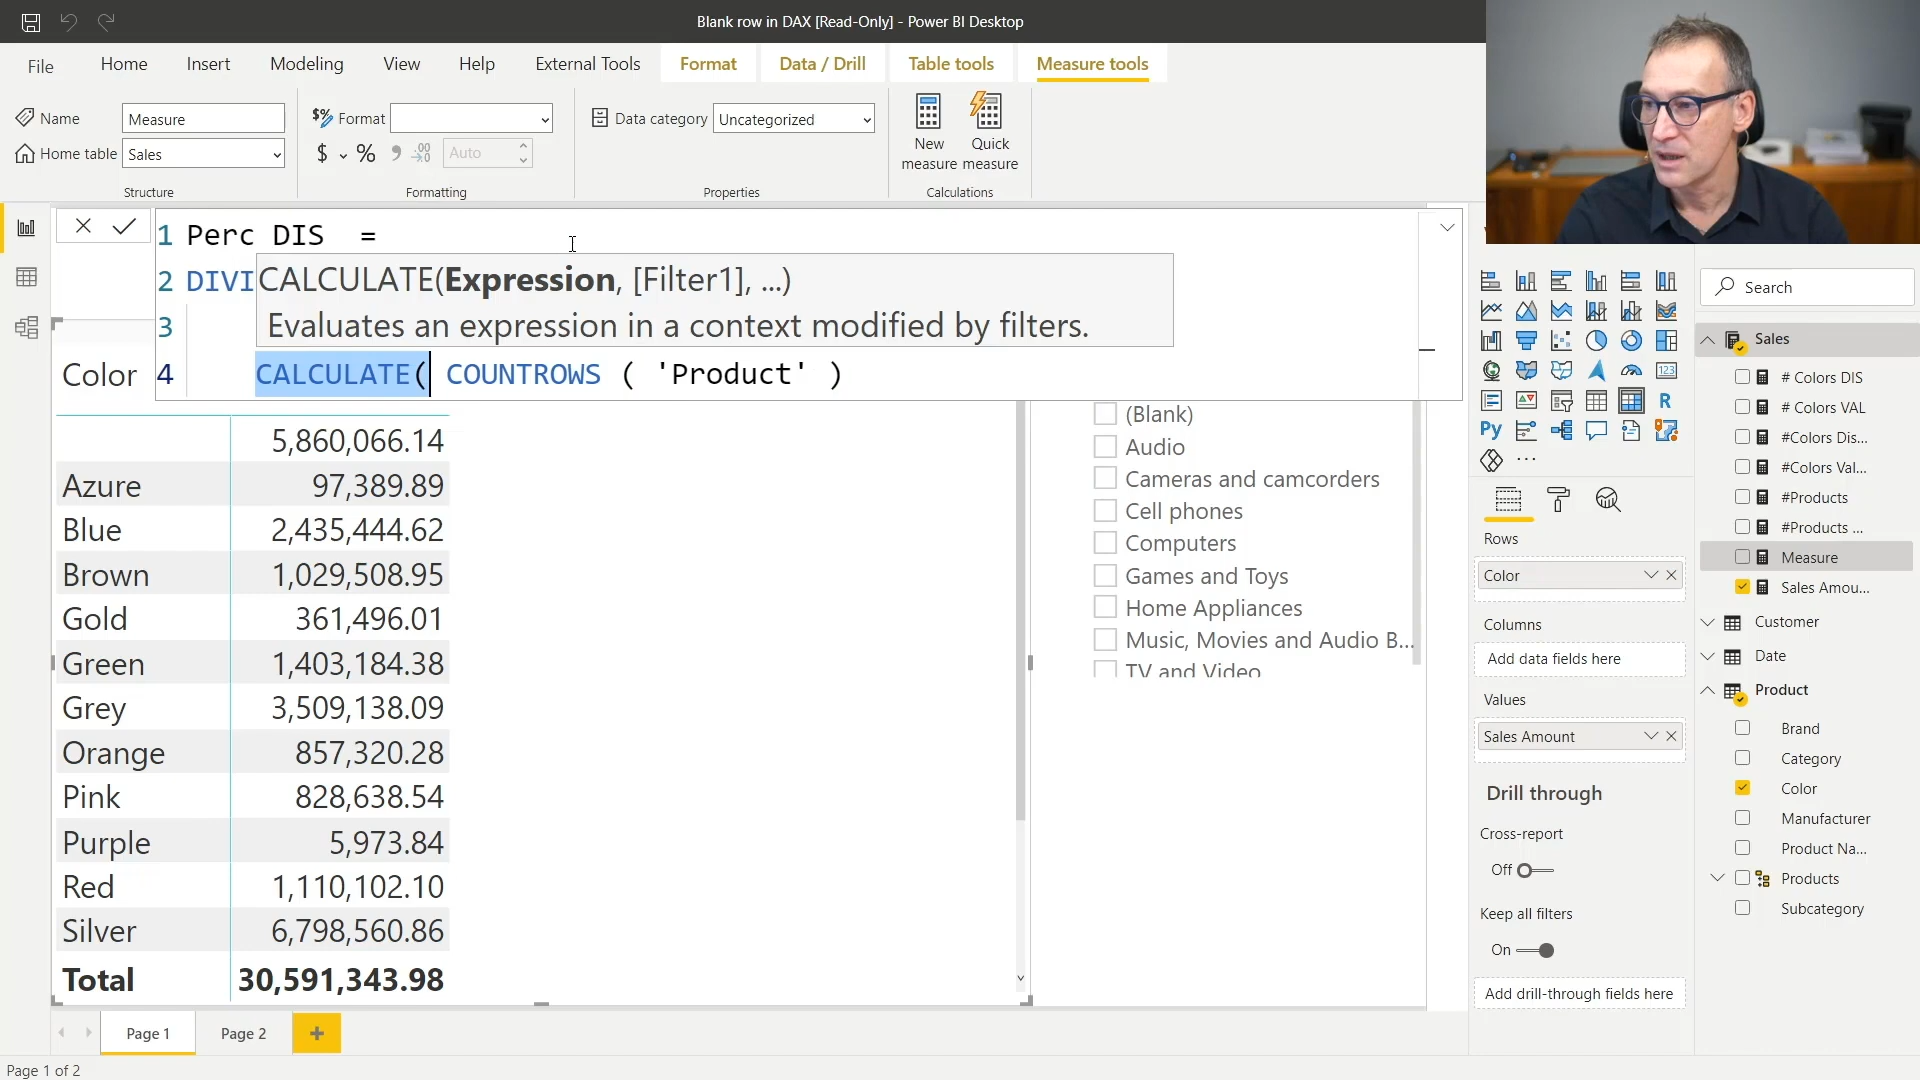 Blank row in DAX [Read-Only] - Power BI Desktop
File Home Insert Modeling View Help External Tools Format Data / Drill Table tools Measure tools
Name Measure
Home table Sales
Structure
Format
$ % Auto
Formatting
Data category Uncategorized
Properties
New measure
Quick measure
Calculations
1 Perc DIS =
2 DIVI
3
4 CALCULATE( COUNTROWS ( 'Product' )
CALCULATE(Expression, [Filter1], ...)
Evaluates an expression in a context modified by filters.
Color
5,860,066.14
Azure 97,389.89
Blue 2,435,444.62
Brown 1,029,508.95
Gold 361,496.01
Green 1,403,184.38
Grey 3,509,138.09
Orange 857,320.28
Pink 828,638.54
Purple 5,973.84
Red 1,110,102.10
Silver 6,798,560.86
Total 30,591,343.98
(Blank)
Audio
Cameras and camcorders
Cell phones
Computers
Games and Toys
Home Appliances
Music, Movies and Audio B...
TV and Video
123
R
Py
...
Rows
Color
Columns
Add data fields here
Values
Sales Amount
Drill through
Cross-report
Off
Keep all filters
On
Add drill-through fields here
Search
Sales
# Colors DIS
# Colors VAL
#Colors Dis...
#Colors Val...
#Products
#Products ...
Measure
Sales Amou...
Customer
Date
Product
Brand
Category
Color
Manufacturer
Product Na...
Products
Subcategory
Page 1 Page 2 +
Page 1 of 2